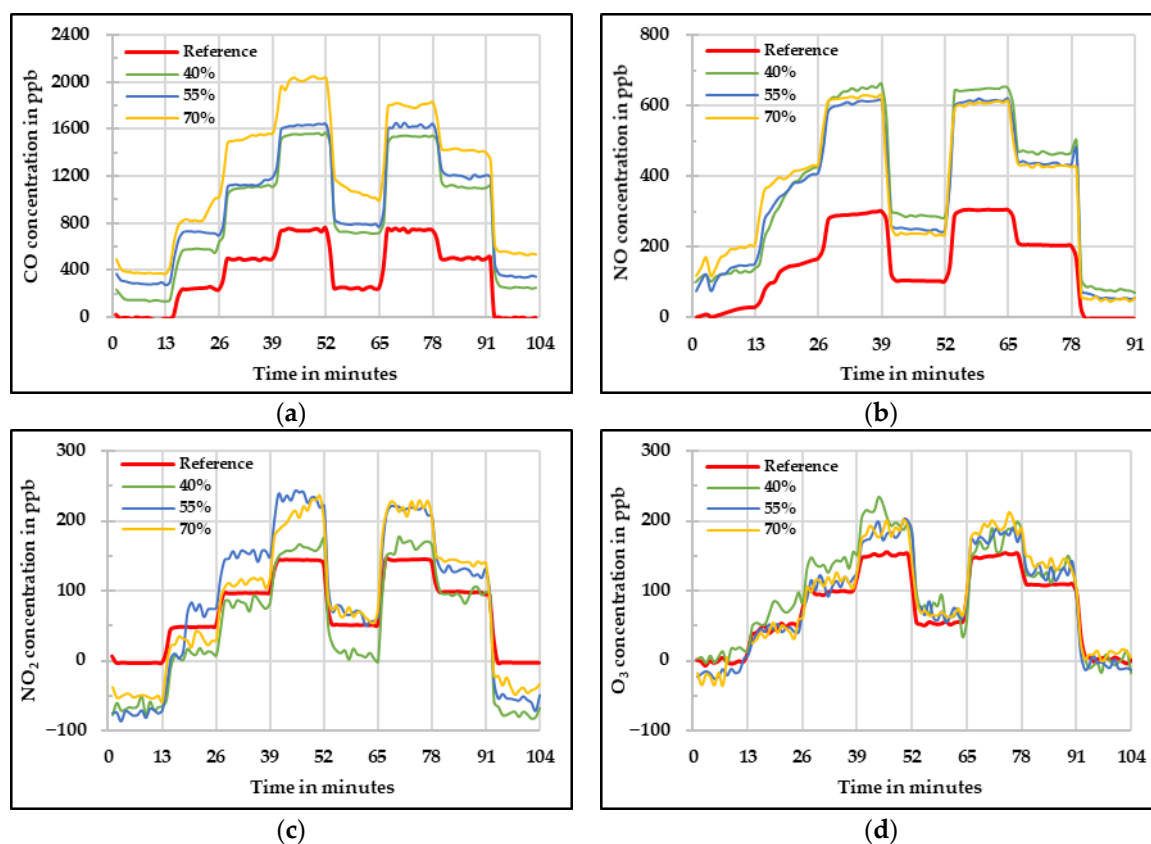 2400
2000
1600
1200
800
400
0
CO concentration in ppb
Reference
40%
55%
70%
0 13 26 39 52 65 78 91 104
Time in minutes
(a)
800
600
400
200
0
NO concentration in ppb
Reference
40%
55%
70%
0 13 26 39 52 65 78 91
Time in minutes
(b)
300
200
100
0
−100
NO₂ concentration in ppb
Reference
40%
55%
70%
0 13 26 39 52 65 78 91 104
Time in minutes
(c)
300
200
100
0
−100
O₃ concentration in ppb
Reference
40%
55%
70%
0 13 26 39 52 65 78 91 104
Time in minutes
(d)